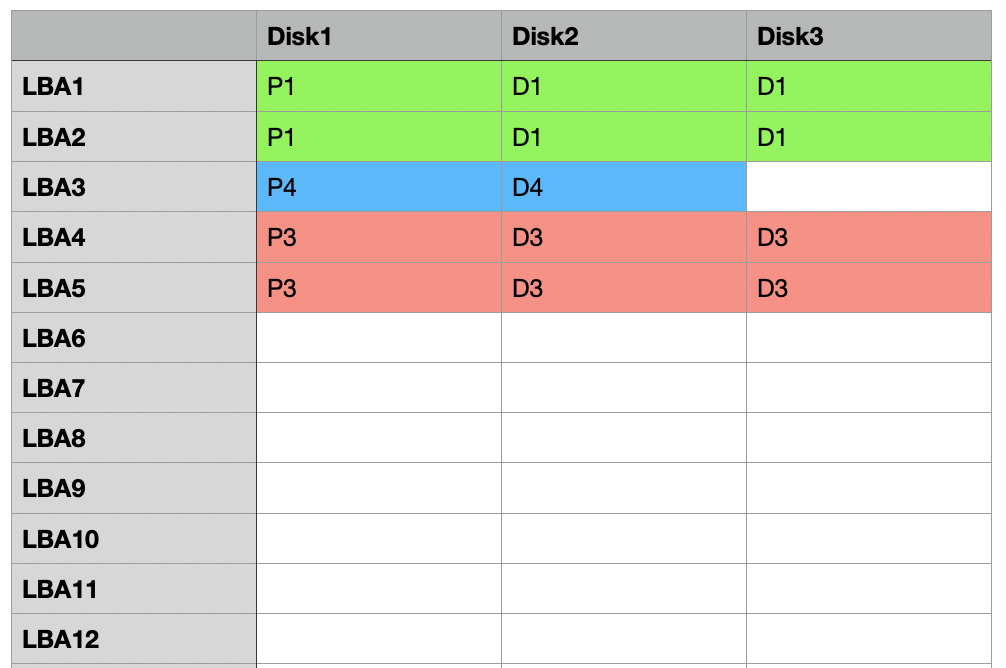 Disk1 Disk2 Disk3
LBA1 P1 D1 D1
LBA2 P1 D1 D1
LBA3 P4 D4
LBA4 P3 D3 D3
LBA5 P3 D3 D3
LBA6
LBA7
LBA8
LBA9
LBA10
LBA11
LBA12